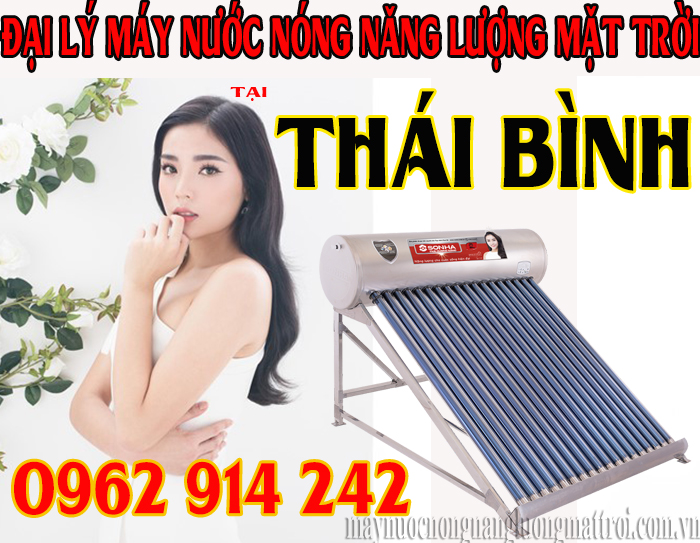 ĐẠI LÝ MÁY NƯỚC NÓNG NĂNG LƯỢNG MẶT TRỜI
TẠI
THÁI BÌNH
SONHA
0962 914 242
maynuocnongnangluongmattroi.com.vn